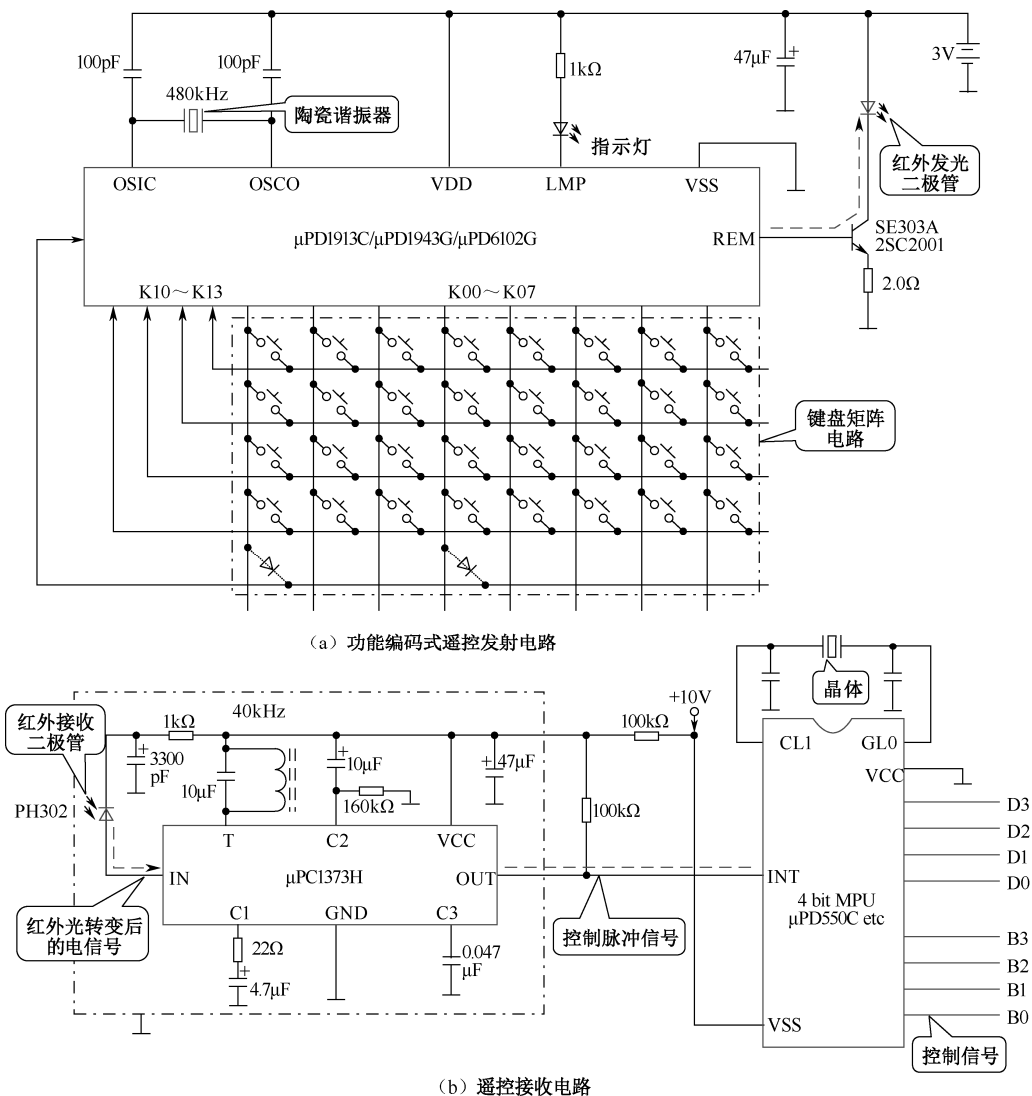 100pF
100pF
480kHz
陶瓷谐振器
1kΩ
指示灯
47μF
+
3V
红外发光
二极管
OSIC
OSCO
VDD
LMP
VSS
μPD1913C/μPD1943G/μPD6102G
REM
SE303A
2SC2001
2.0Ω
K10～K13
K00～K07
键盘矩阵
电路
（a）功能编码式遥控发射电路
晶体
红外接收
二极管
1kΩ
40kHz
+10V
100kΩ
+
3300
pF
10μF
+
10μF
160kΩ
+
47μF
100kΩ
CL1
GL0
VCC
PH302
T
C2
VCC
IN
μPC1373H
OUT
INT
4 bit MPU
μPD550C etc
D3
D2
D1
D0
B3
B2
B1
B0
C1
GND
C3
红外光转变后
的电信号
22Ω
+
4.7μF
0.047
μF
控制脉冲信号
VSS
控制信号
（b）遥控接收电路